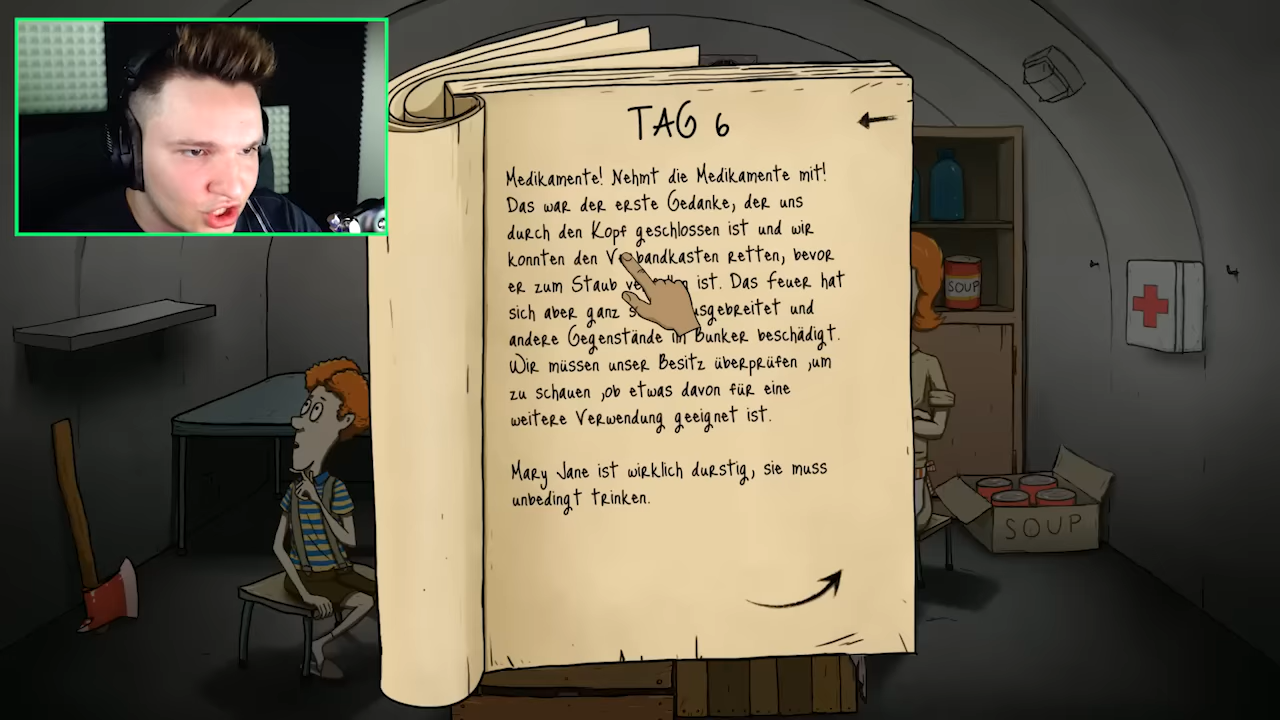 TAG 6
Medikamente! Nehmt die Medikamente mit!
Das war der erste Gedanke, der uns
durch den Kopf geschlossen ist und wir
konnten den retten, bevor
er zum Staub ist. Das Feuer hat
sich aber ganz und
andere Gegenstände im Bunker beschädigt.
Wir müssen unser Besitz überprüfen ,um
zu schauen ,ob etwas davon für eine
weitere Verwendung geeignet ist.
Mary Jane ist wirklich durstig, sie muss
unbedingt trinken.
SOUP
SOUP